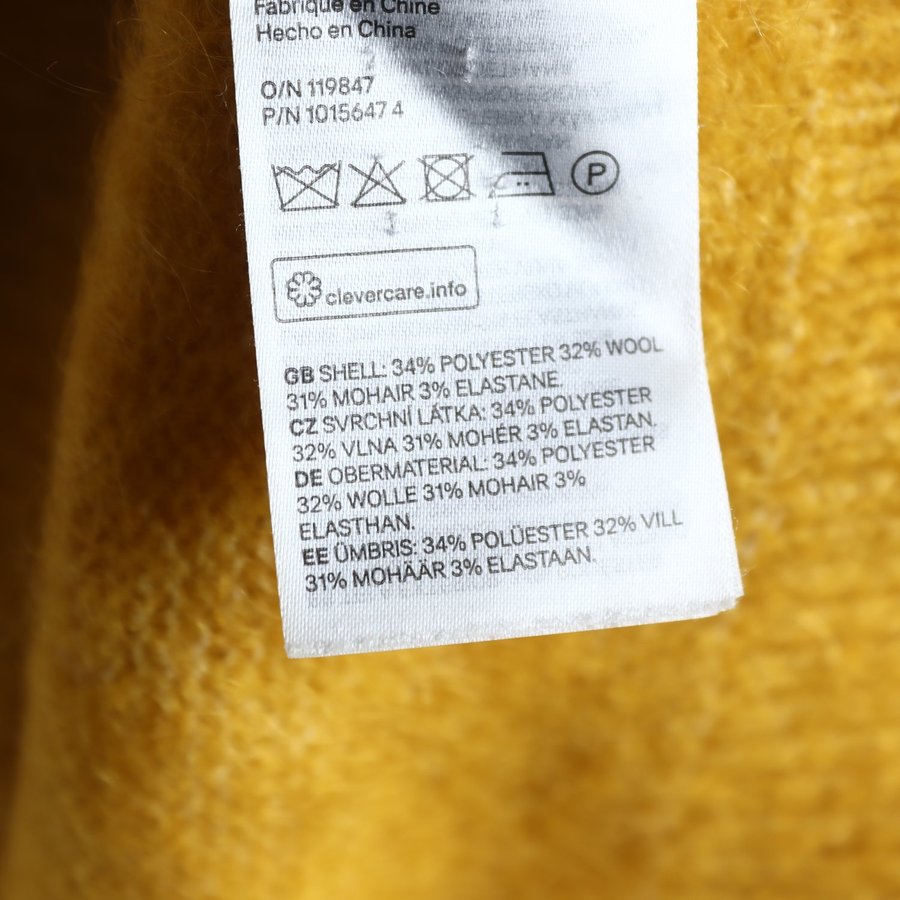 Fabriqué en Chine
Hecho en China
O/N 119847
P/N 1015647 4
P
clevercare.info
GB SHELL: 34% POLYESTER 32% WOOL
31% MOHAIR 3% ELASTANE.
CZ SVRCHNÍ LÁTKA: 34% POLYESTER
32% VLNA 31% MOHÉR 3% ELASTAN.
DE OBERMATERIAL: 34% POLYESTER
32% WOLLE 31% MOHAIR 3%
ELASTHAN.
EE ÜMBRIS: 34% POLÜESTER 32% VILL
31% MOHÄÄR 3% ELASTAAN.